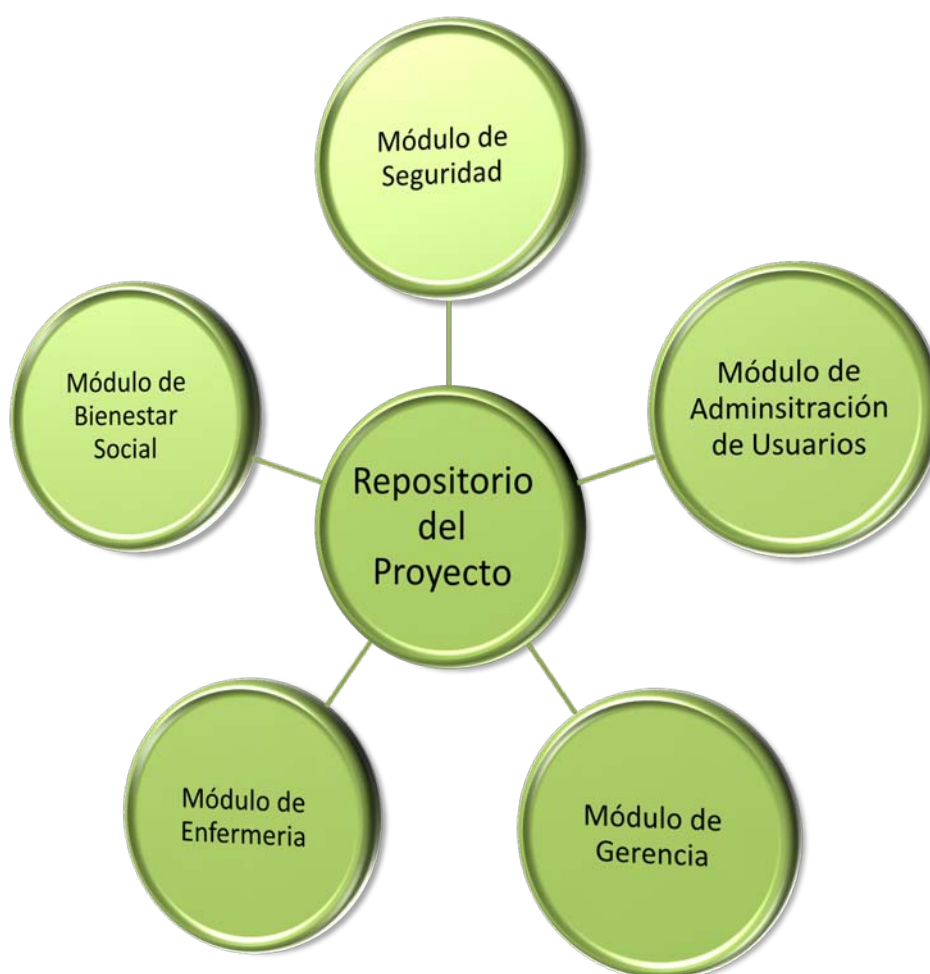 Módulo de
Seguridad
Módulo de
Adminsitración
de Usuarios
Módulo de
Bienestar
Social
Repositorio
del
Proyecto
Módulo de
Enfermeria
Módulo de
Gerencia